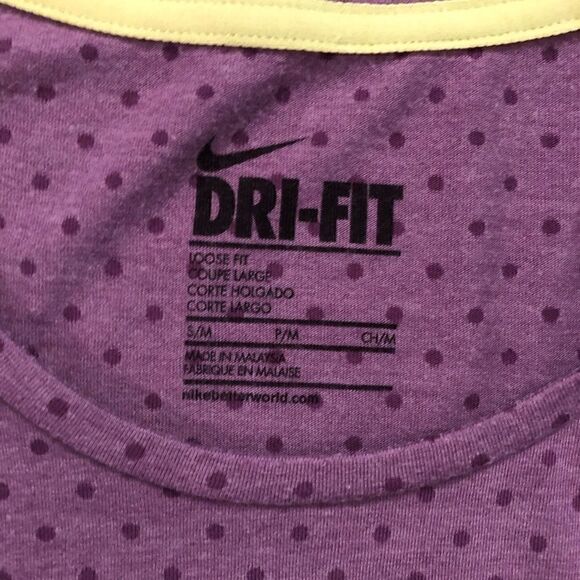 DRI-FIT
LOOSE FIT
COUPE LARGE
CORTE HOLGADO
CORTE LARGO
S/M P/M CH/M
MADE IN MALAYSIA
FABRIQUE EN MALAISE
nikebetterworld.com